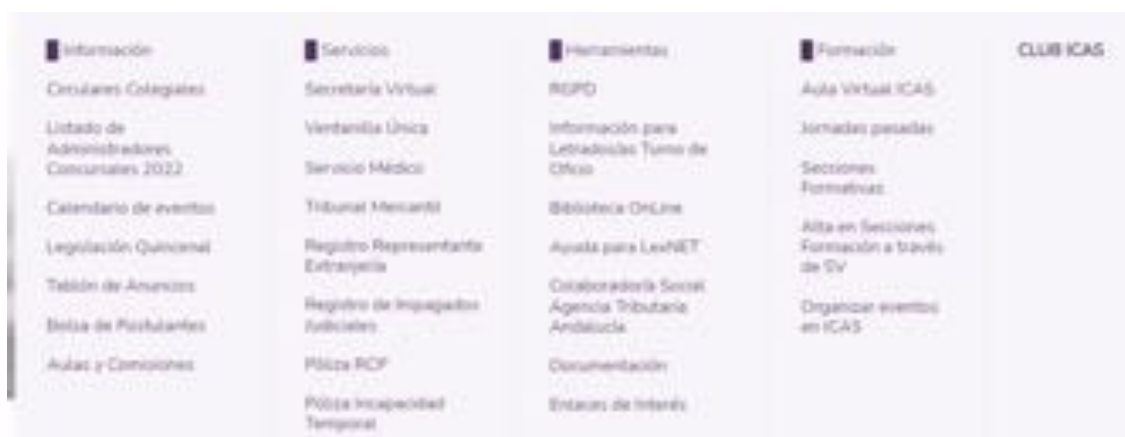 Información
Circulares Colegiales
Listado de
Administradores
Concursales 2022
Calendario de eventos
Legislación Quincenal
Tablón de Anuncios
Bolsa de Postulantes
Aulas y Comisiones
Servicios
Secretaría Virtual
Ventanilla Única
Servicio Médico
Tribunal Mercantil
Registro Representante
Extranjería
Registro de Impagados
Judiciales
Póliza RCP
Póliza Incapacidad
Temporal
Herramientas
RGPD
Información para
Letrados/as Turno de
Oficio
Biblioteca OnLine
Ayuda para LexNET
Colaborador/a Social
Agencia Tributaria
Andalucía
Documentación
Enlaces de Interés
Formación
Aula Virtual ICAS
Jornadas pasadas
Secciones
Formativas
Alta en Secciones
Formación a través
de SV
Organizar eventos
en ICAS
CLUB ICAS